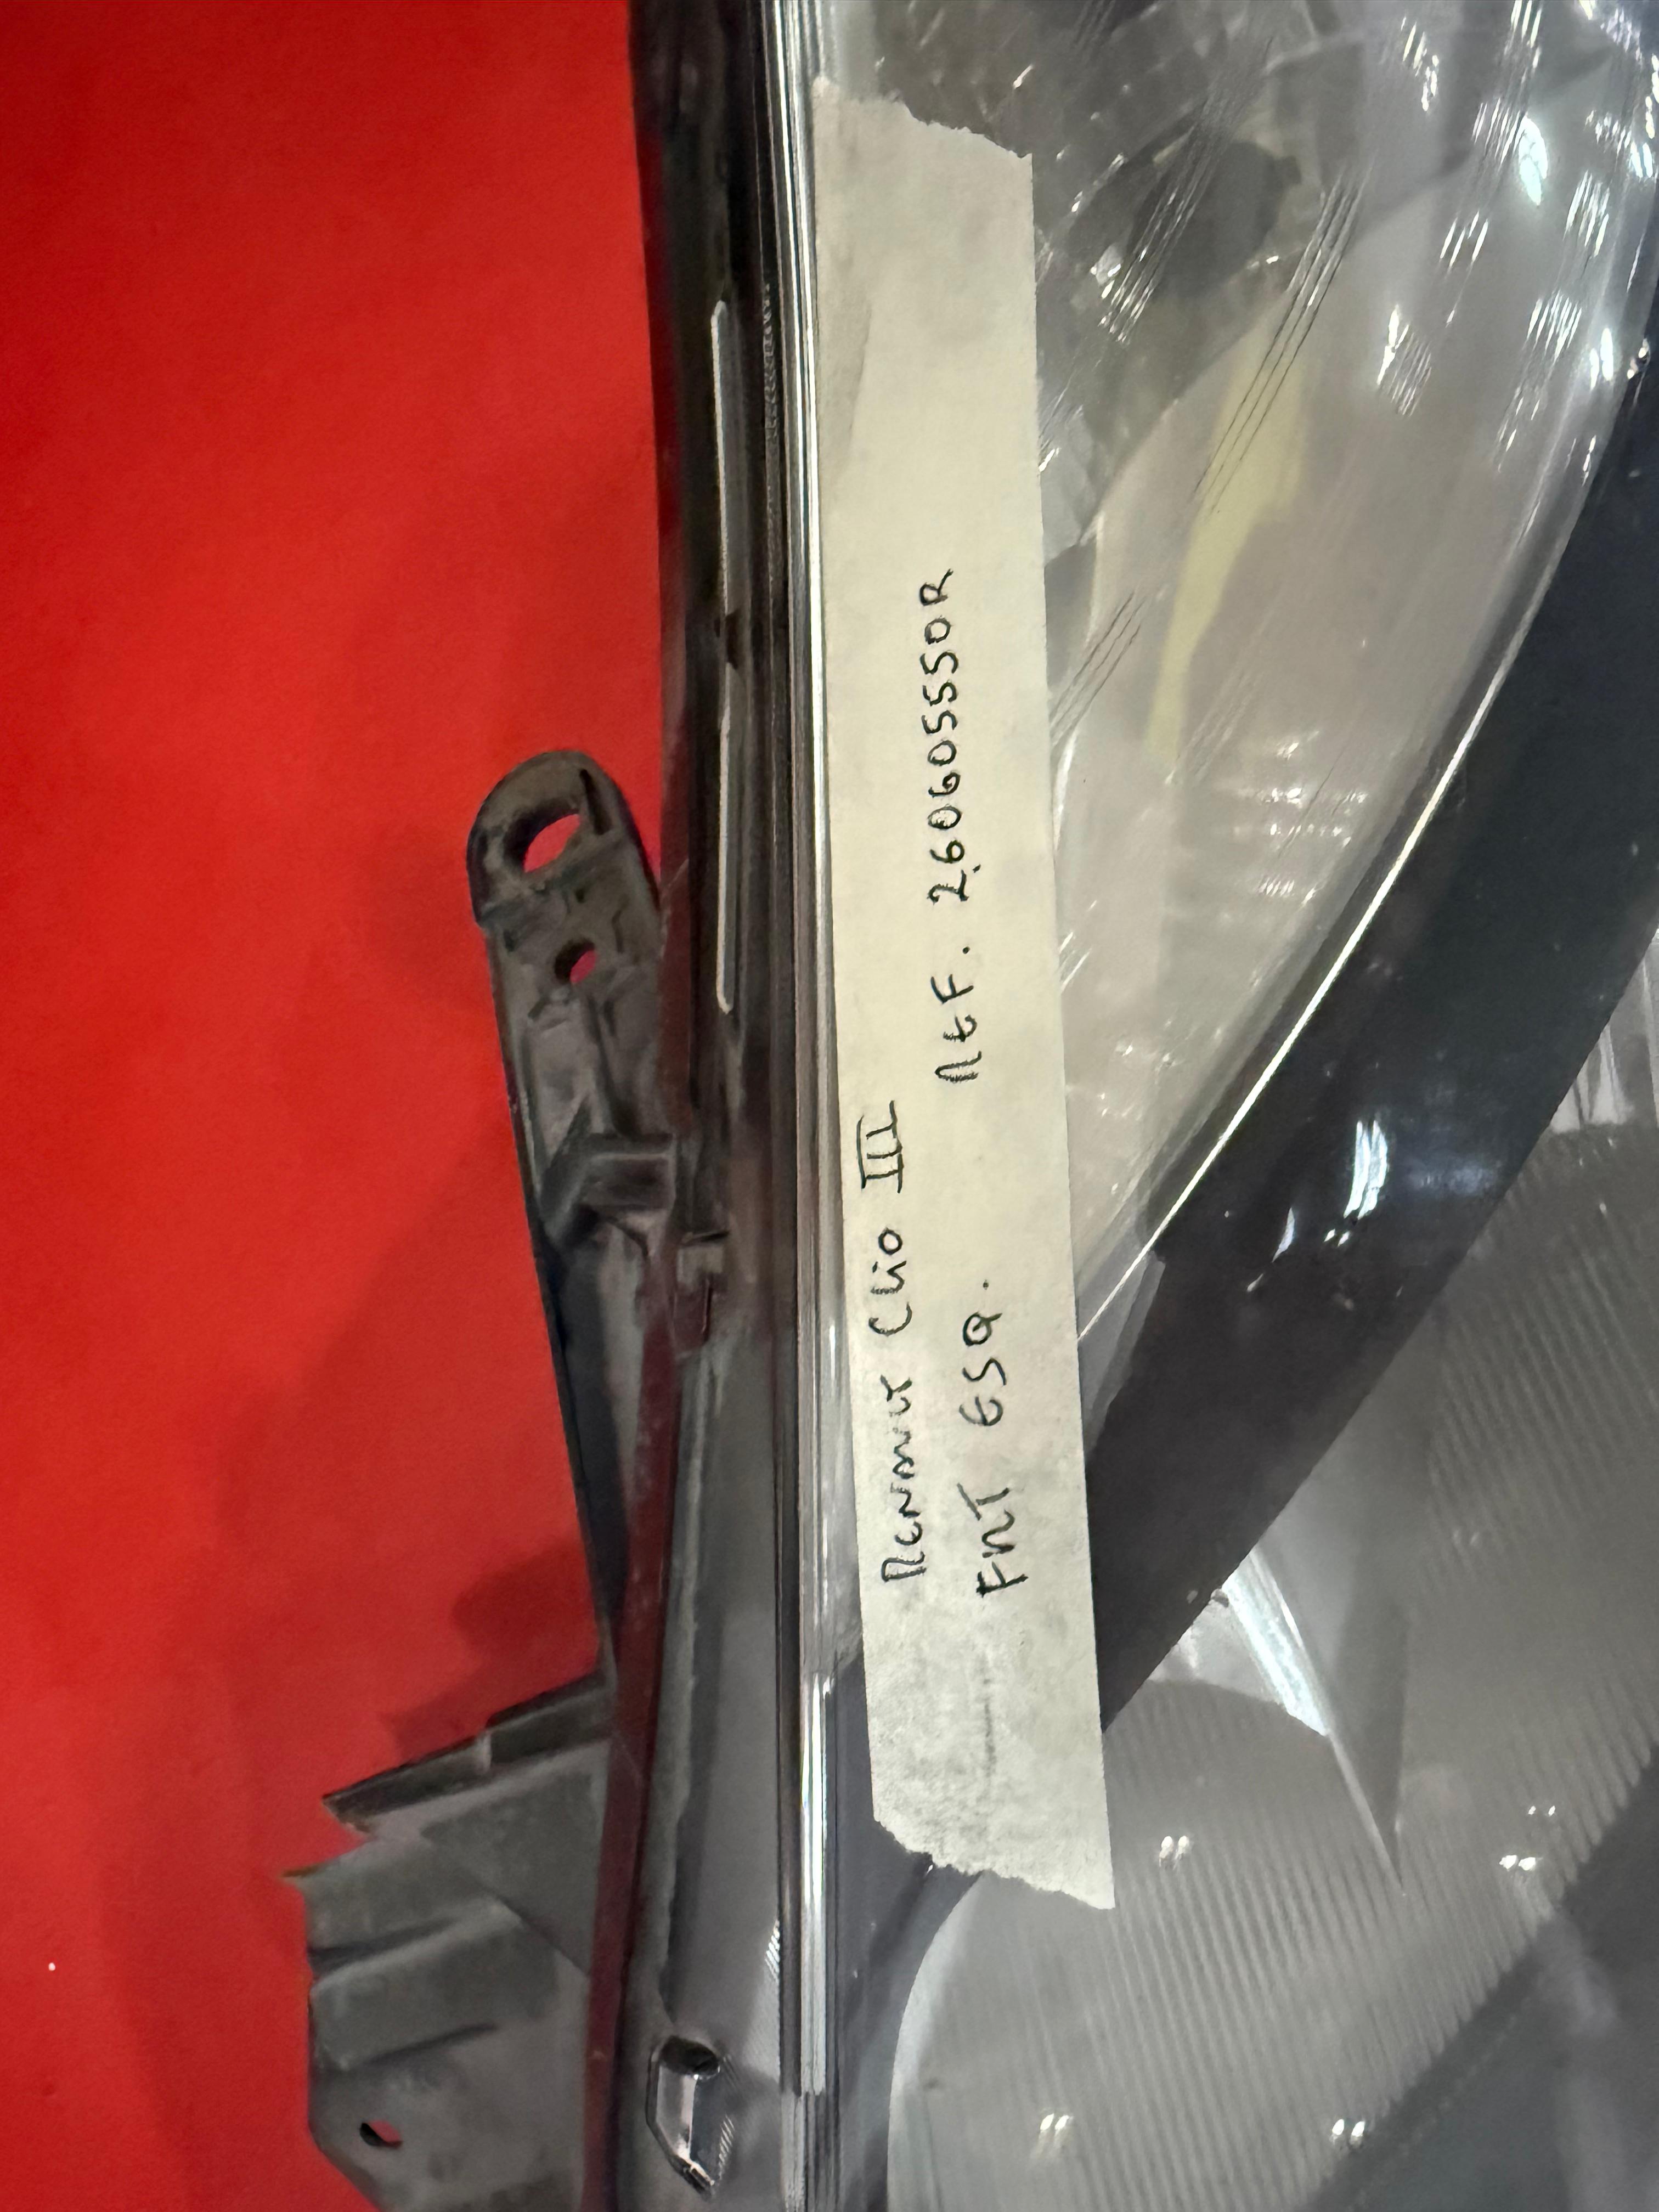 Renault Clio III
FRT ESQ. REF. 260605550R